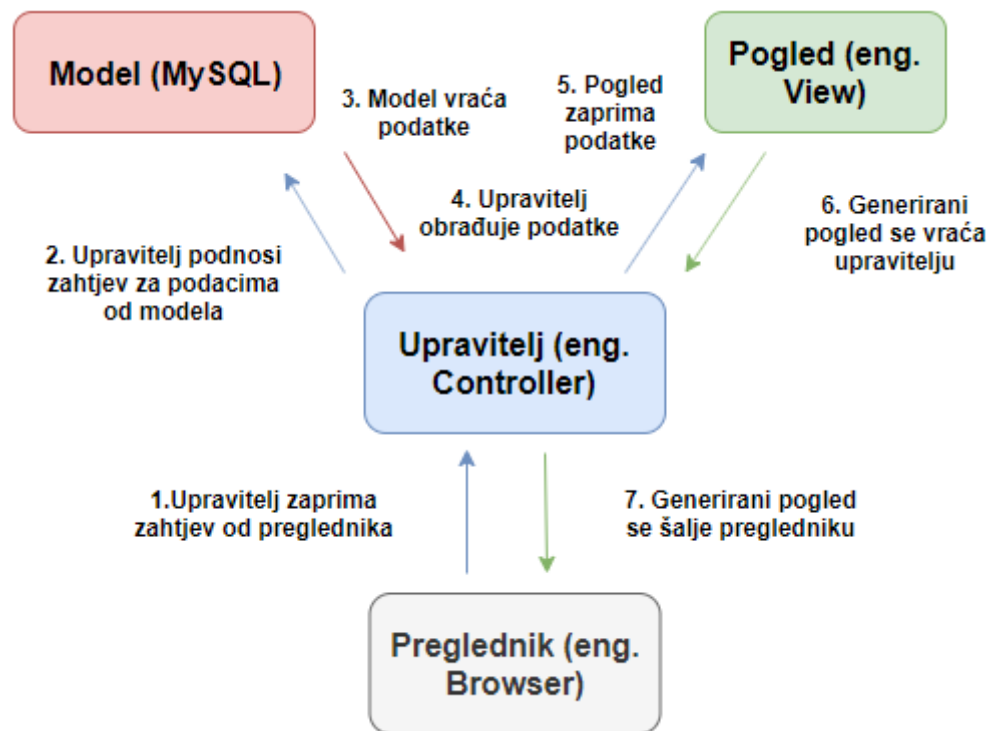 Model (MySQL)
Pogled (eng.
View)
3. Model vraća
podatke
5. Pogled
zaprima
podatke
4. Upravitelj
obrađuje podatke
6. Generirani
pogled se vraća
upravitelju
2. Upravitelj podnosi
zahtjev za podacima
od modela
Upravitelj (eng.
Controller)
1.Upravitelj zaprima
zahtjev od preglednika
7. Generirani pogled
se šalje pregledniku
Preglednik (eng.
Browser)